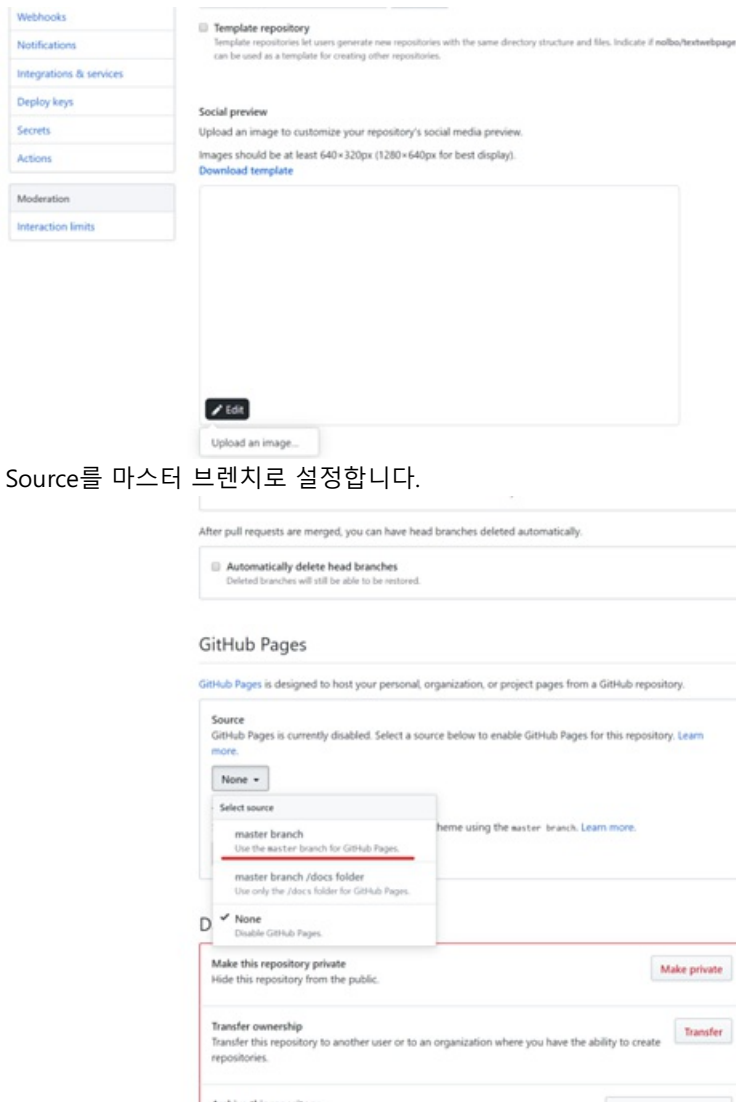 Webhooks
Notifications
Integrations & services
Deploy keys
Secrets
Actions
Moderation
Interaction limits
Template repository
Template repositories let users generate new repositories with the same directory structure and files. Indicate if nolbo/textwebpage
can be used as a template for creating other repositories.
Social preview
Upload an image to customize your repository's social media preview.
Images should be at least 640×320px (1280×640px for best display).
Download template
Edit
Upload an image...
Source를 마스터 브렌치로 설정합니다.
After pull requests are merged, you can have head branches deleted automatically.
Automatically delete head branches
Deleted branches will still be able to be restored.
GitHub Pages
GitHub Pages is designed to host your personal, organization, or project pages from a GitHub repository.
Source
GitHub Pages is currently disabled. Select a source below to enable GitHub Pages for this repository. Learn
more.
None
Select source
master branch
Use the master branch for GitHub Pages.
heme using the master branch. Learn more.
master branch /docs folder
Use only the /docs folder for GitHub Pages.
None
Disable GitHub Pages.
D
Make this repository private
Hide this repository from the public.
Make private
Transfer ownership
Transfer this repository to another user or to an organization where you have the ability to create
repositories.
Transfer